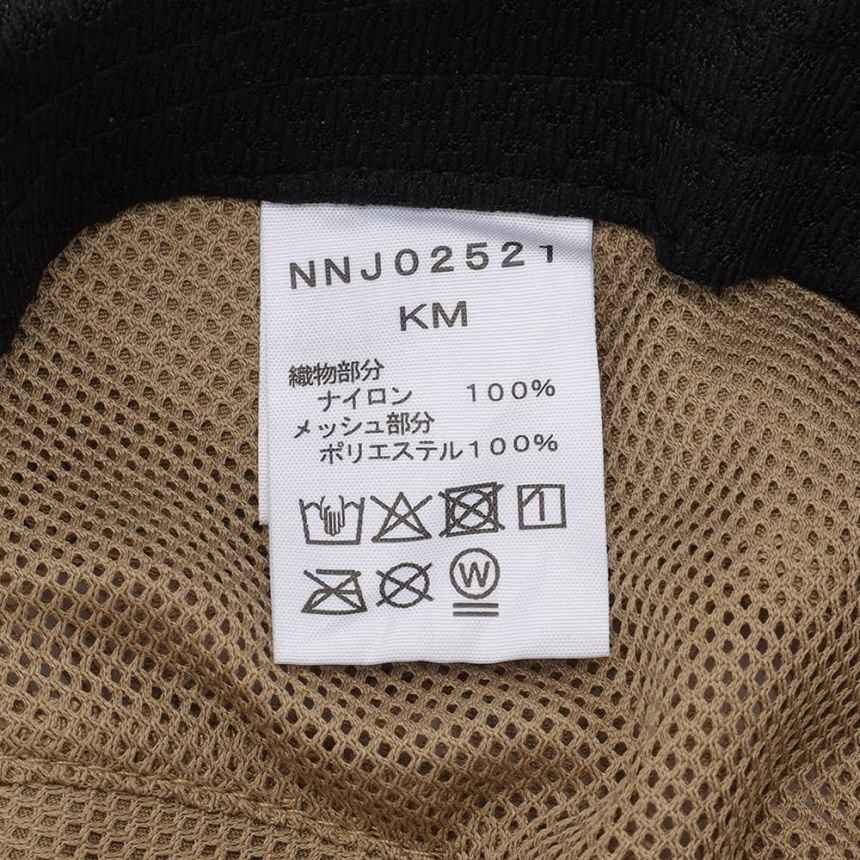 NNJ02521
KM
織物部分
ナイロン 100%
メッシュ部分
ポリエステル100%
W